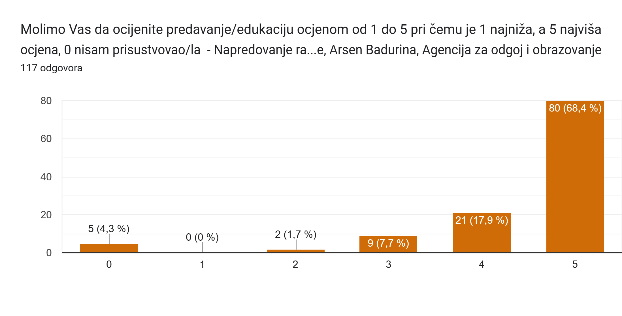 Molimo Vas da ocijenite predavanje/edukaciju ocjenom od 1 do 5 pri čemu je 1 najniža, a 5 najviša
ocjena, 0 nisam prisustvovao/la  - Napredovanje ra...e, Arsen Badurina, Agencija za odgoj i obrazovanje
117 odgovora
80
60
40
20
0
5 (4,3 %)
0 (0 %)
2 (1,7 %)
9 (7,7 %)
21 (17,9 %)
80 (68,4 %)
0 1 2 3 4 5